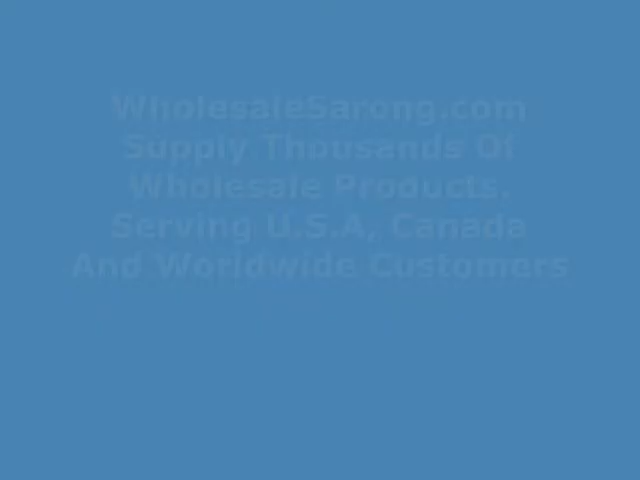 WholesaleSarong.com
Supply Thousands Of
Wholesale Products.
Serving U.S.A, Canada
And Worldwide Customers